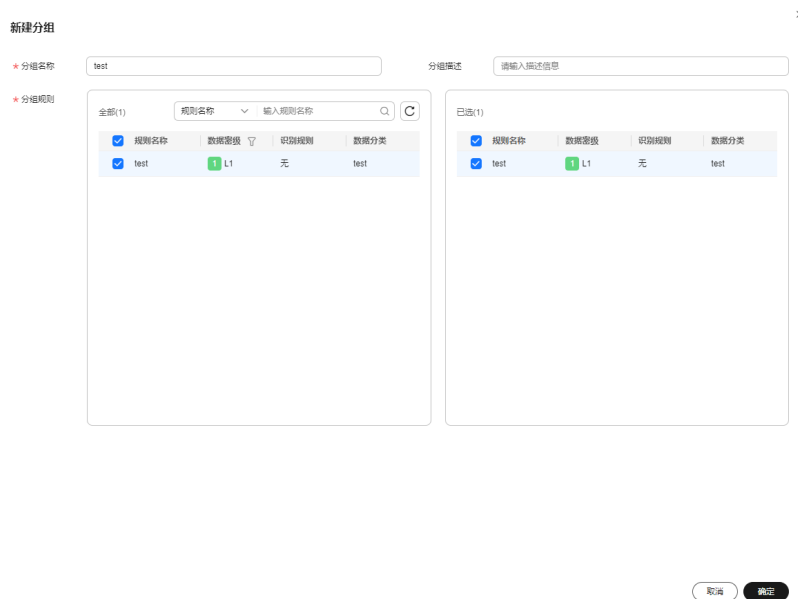 新建分组
* 分组名称 test 分组描述 请输入描述信息
* 分组规则
全部(1) 规则名称 输入规则名称 已选(1)
规则名称 数据密级 识别规则 数据分类 规则名称 数据密级 识别规则 数据分类
test 1 L1 无 test test 1 L1 无 test
取消 确定